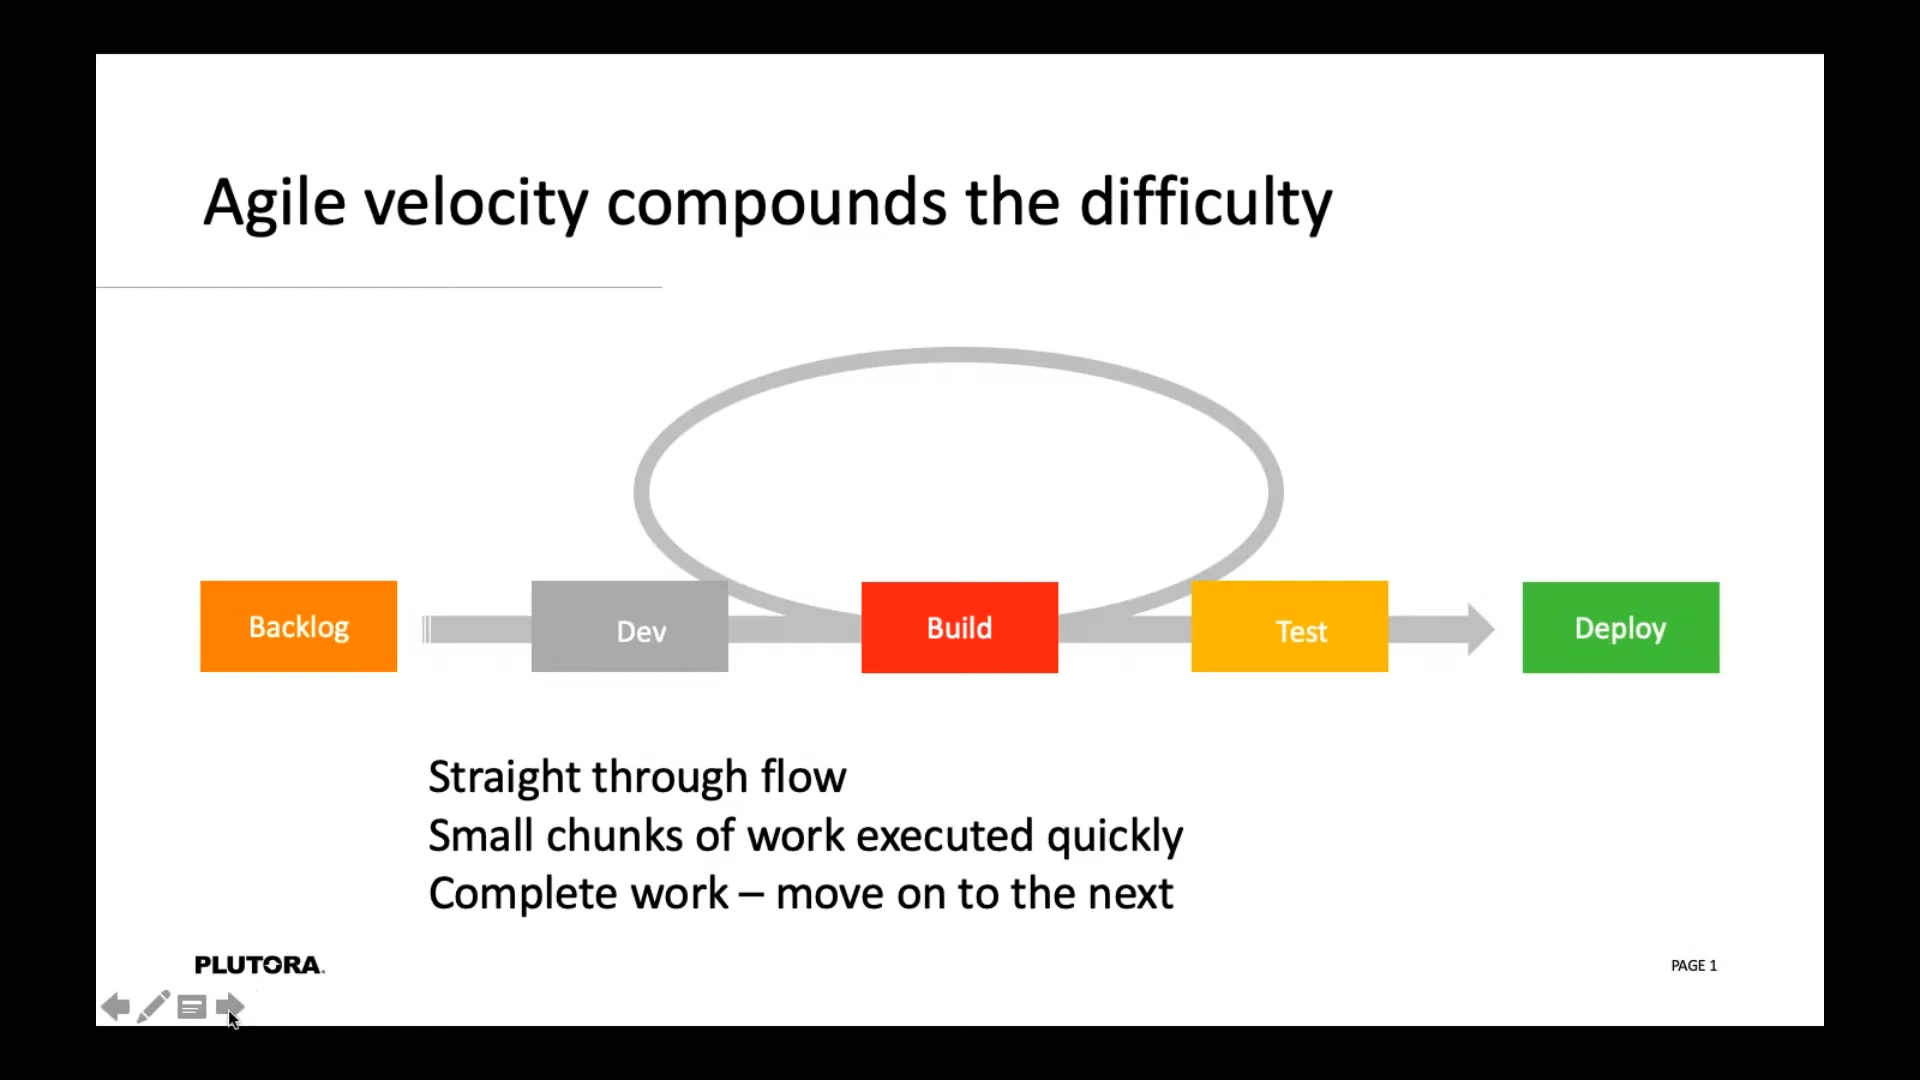 Agile velocity compounds the difficulty
Backlog
Dev
Build
Test
Deploy
Straight through flow
Small chunks of work executed quickly
Complete work – move on to the next
PLUTORA.
PAGE 1